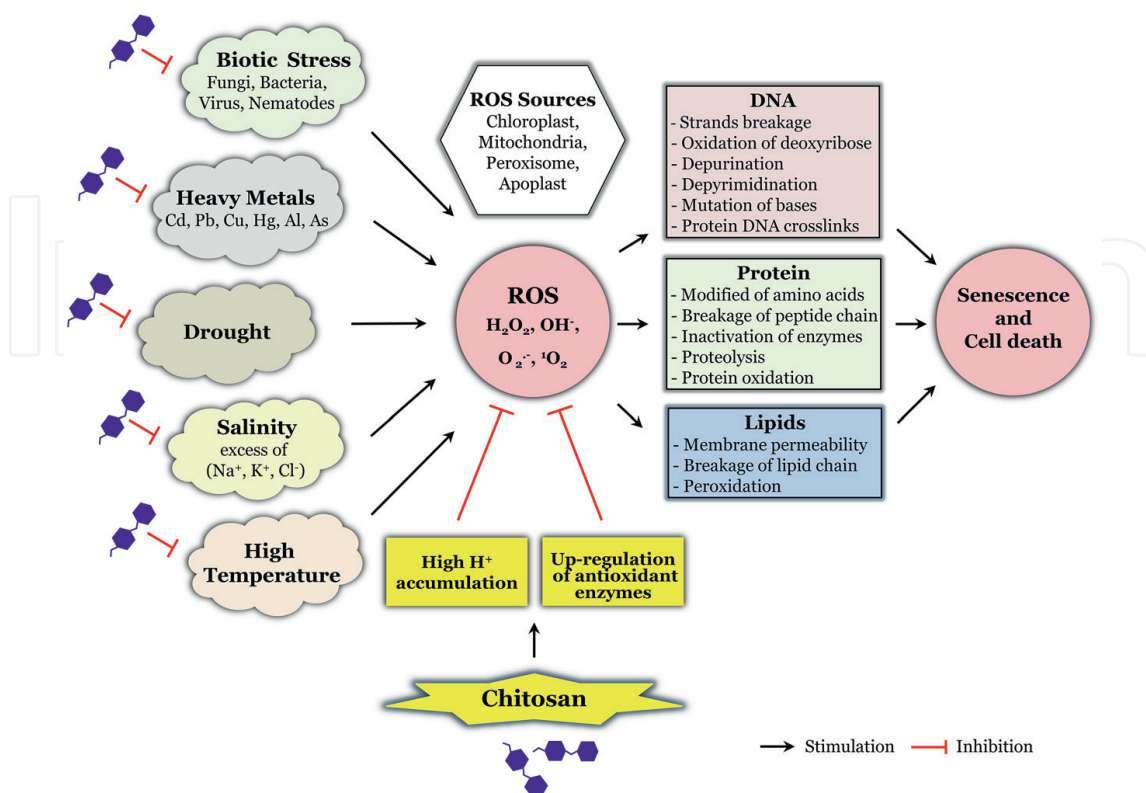 Biotic Stress
Fungi, Bacteria,
Virus, Nematodes
Heavy Metals
Cd, Pb, Cu, Hg, Al, As
Drought
Salinity
excess of
(Na⁺, K⁺, Cl⁻)
High
Temperature
ROS Sources
Chloroplast,
Mitochondria,
Peroxisome,
Apoplast
ROS
H₂O₂, OH⁻,
O₂·⁻, ¹O₂
High H⁺
accumulation
Up-regulation
of antioxidant
enzymes
Chitosan
DNA
- Strands breakage
- Oxidation of deoxyribose
- Depurination
- Depyrimidination
- Mutation of bases
- Protein DNA crosslinks
Protein
- Modified of amino acids
- Breakage of peptide chain
- Inactivation of enzymes
- Proteolysis
- Protein oxidation
Lipids
- Membrane permeability
- Breakage of lipid chain
- Peroxidation
Senescence
and
Cell death
Stimulation
Inhibition